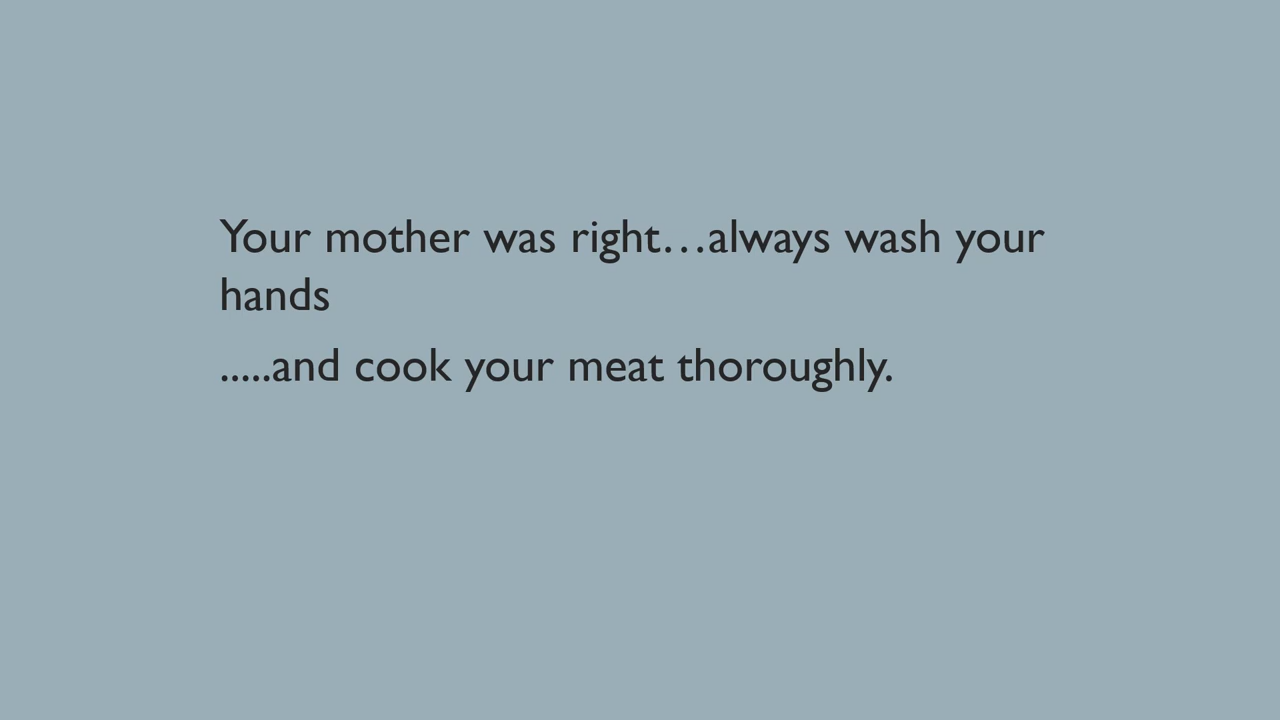 Your mother was right…always wash your
hands
.....and cook your meat thoroughly.